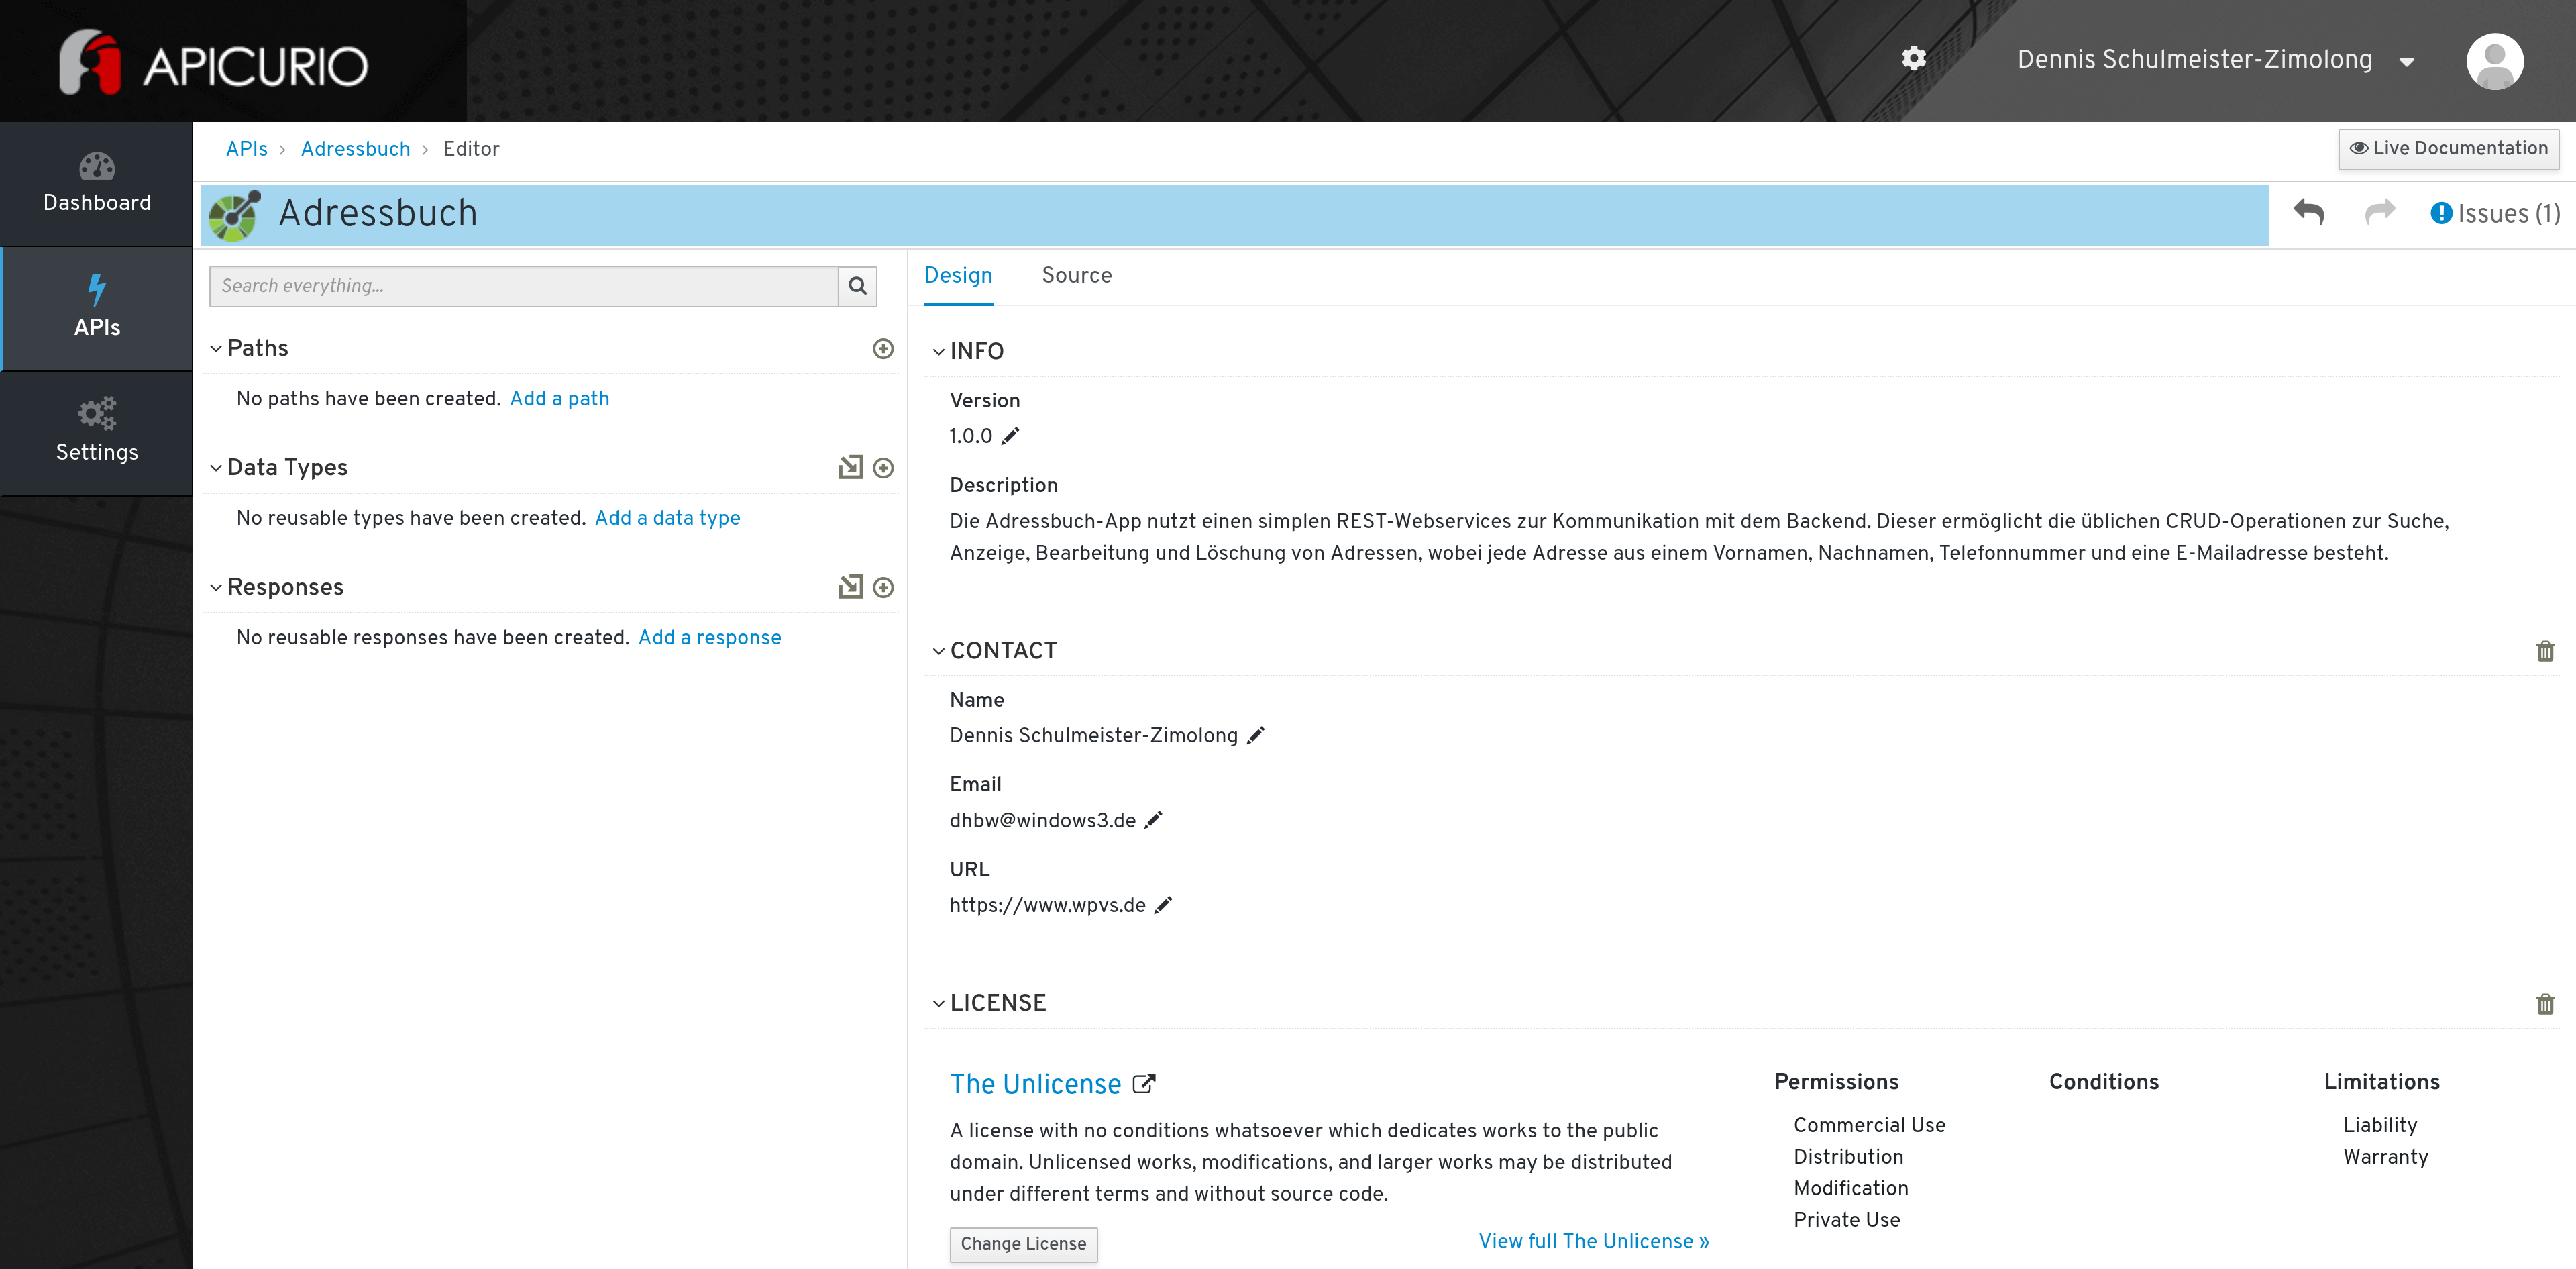 APICURIO
Dennis Schulmeister-Zimolong
Dashboard
APIs
Settings
APIs > Adressbuch > Editor
Live Documentation
Adressbuch
Issues (1)
Search everything...
Paths
No paths have been created. Add a path
Data Types
No reusable types have been created. Add a data type
Responses
No reusable responses have been created. Add a response
Design Source
INFO
Version
1.0.0
Description
Die Adressbuch-App nutzt einen simplen REST-Webservices zur Kommunikation mit dem Backend. Dieser ermöglicht die üblichen CRUD-Operationen zur Suche,
Anzeige, Bearbeitung und Löschung von Adressen, wobei jede Adresse aus einem Vornamen, Nachnamen, Telefonnummer und eine E-Mailadresse besteht.
CONTACT
Name
Dennis Schulmeister-Zimolong
Email
dhbw@windows3.de
URL
https://www.wpvs.de
LICENSE
The Unlicense
A license with no conditions whatsoever which dedicates works to the public
domain. Unlicensed works, modifications, and larger works may be distributed
under different terms and without source code.
Change License
View full The Unlicense »
Permissions
Commercial Use
Distribution
Modification
Private Use
Conditions
Limitations
Liability
Warranty